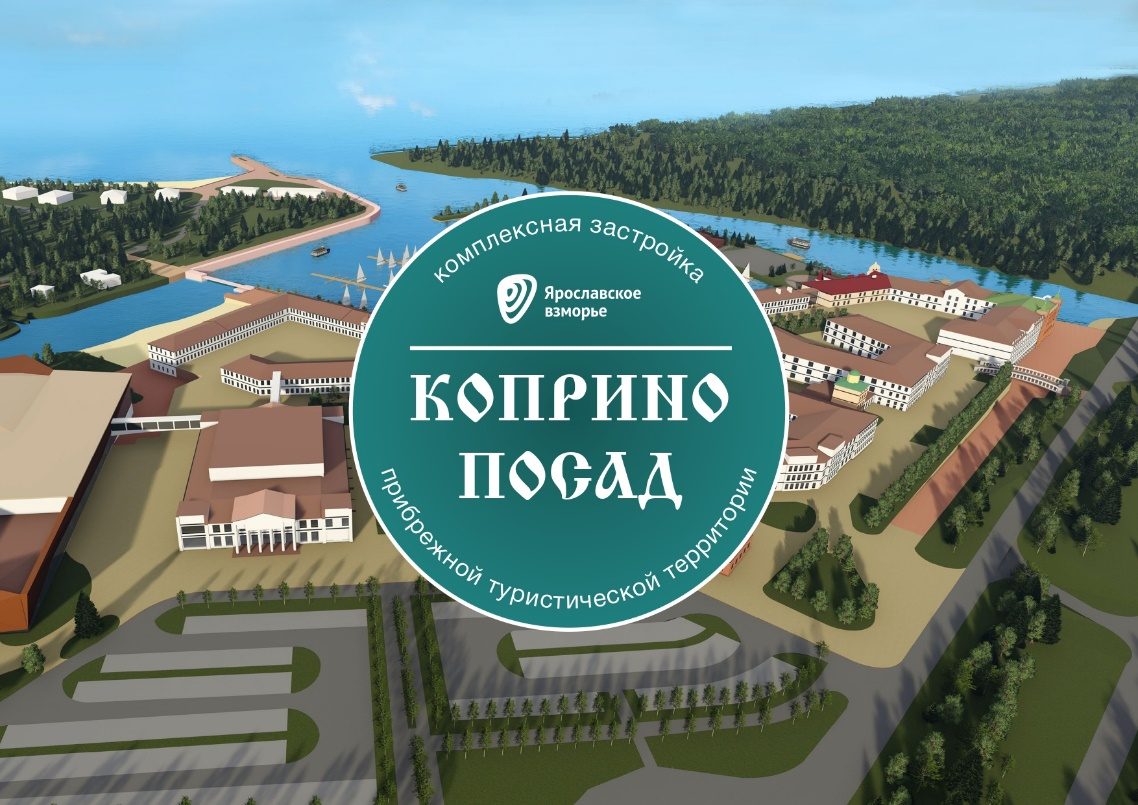 комплексная застройка
Ярославское
взморье
КОПРИНО
ПОСАД
прибрежной туристической территории